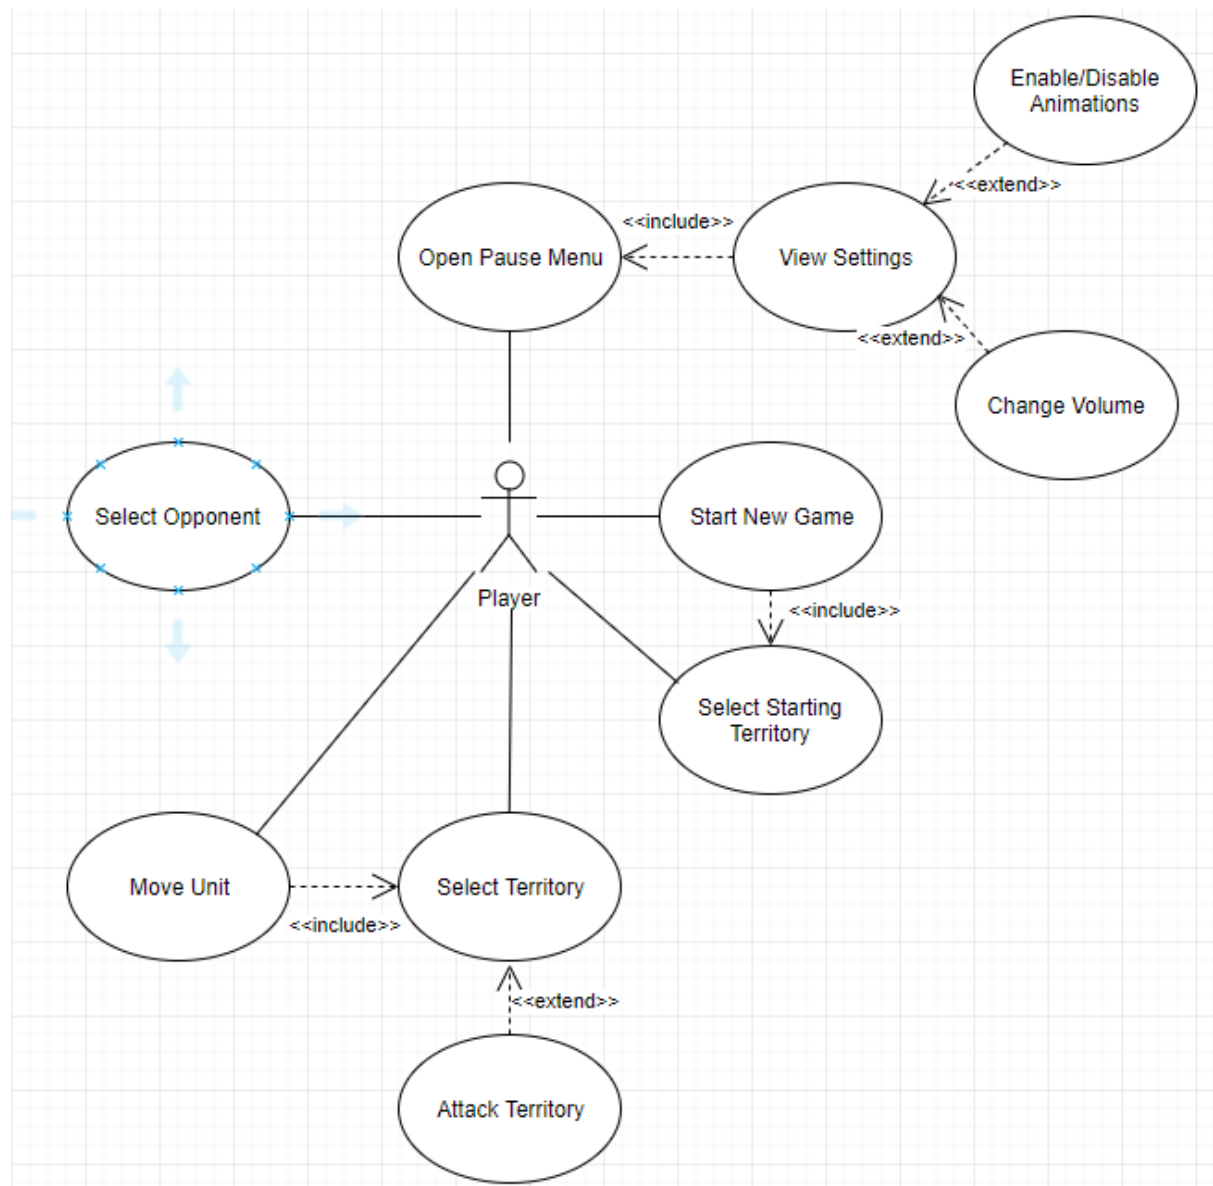 Enable/Disable
Animations
<<extend>>
<<include>>
Open Pause Menu
View Settings
<<extend>>
Change Volume
Select Opponent
Start New Game
Player
<<include>>
Select Starting
Territory
Move Unit
Select Territory
<<include>>
<<extend>>
Attack Territory